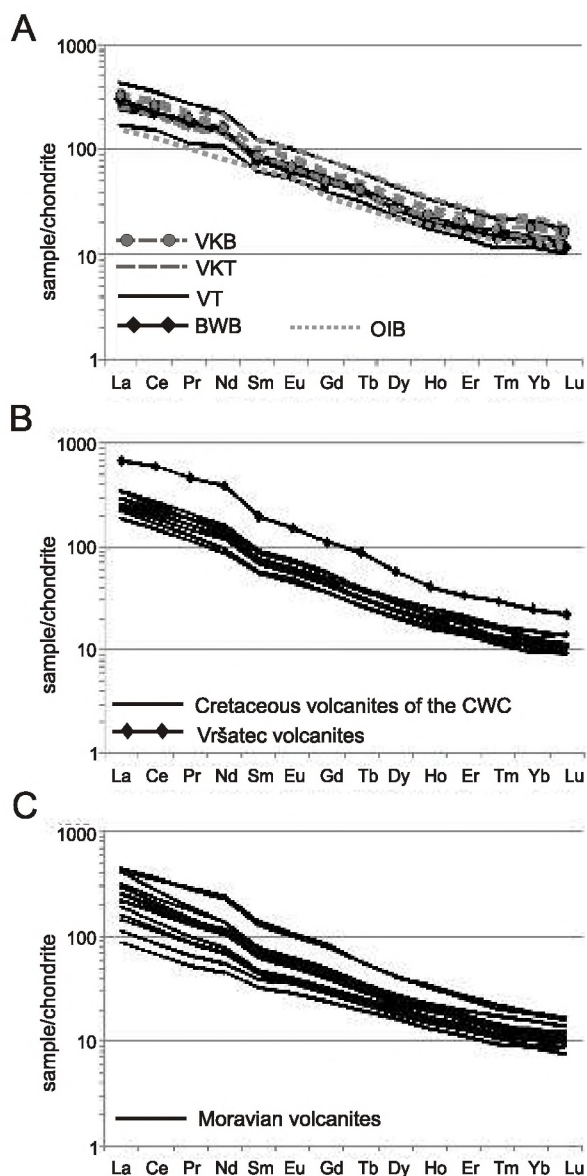 A
1000
100
10
1
sample/chondrite
VKB
VKT
VT
BWB
OIB
La Ce Pr Nd Sm Eu Gd Tb Dy Ho Er Tm Yb Lu
B
1000
100
10
1
sample/chondrite
Cretaceous volcanites of the CWC
Vršatec volcanites
La Ce Pr Nd Sm Eu Gd Tb Dy Ho Er Tm Yb Lu
C
1000
100
10
1
sample/chondrite
Moravian volcanites
La Ce Pr Nd Sm Eu Gd Tb Dy Ho Er Tm Yb Lu